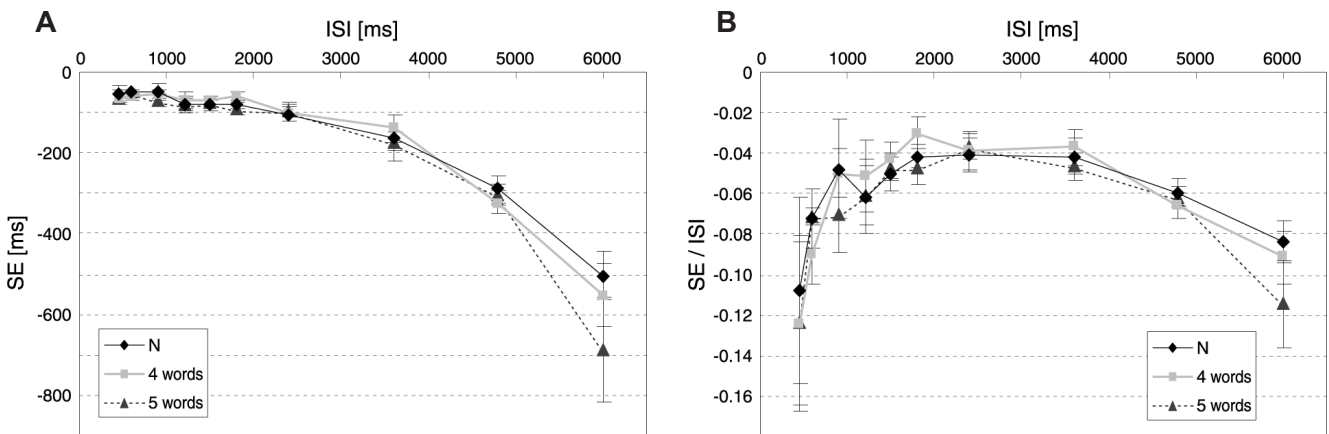 A
ISI [ms]
0 1000 2000 3000 4000 5000 6000
0
-200
-400
-600
-800
SE [ms]
N
4 words
5 words
B
ISI [ms]
0 1000 2000 3000 4000 5000 6000
0
-0.02
-0.04
-0.06
-0.08
-0.10
-0.12
-0.14
-0.16
SE / ISI
N
4 words
5 words